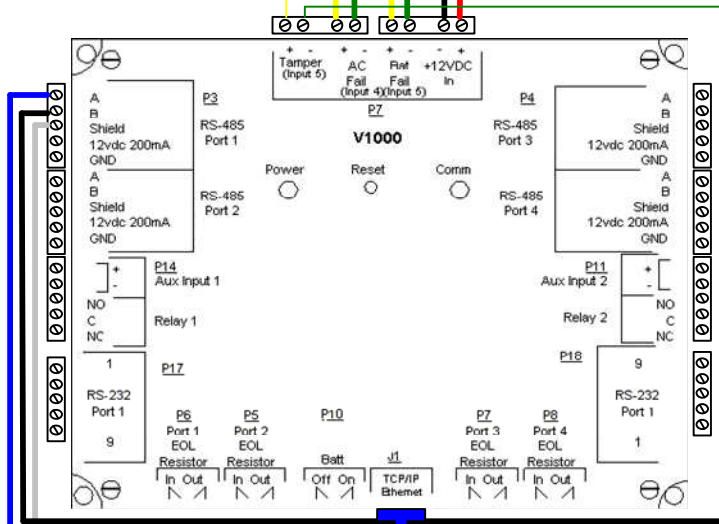 + - + - + - - +
Tamper AC Bat +12VDC
(Input 5) Fail Fail In
(Input 4)(Input 5)
P7
V1000
Power Reset Comm
P3
A
B RS-485
Shield Port 1
12vdc 200mA
GND
A
B RS-485
Shield Port 2
12vdc 200mA
GND
P14
+ Aux Input 1
-
NO
C Relay 1
NC
P17
1
RS-232
Port 1
9
P4 A
B
RS-485 Shield
Port 3 12vdc 200mA
GND
A
RS-485 B
Port 4 Shield
12vdc 200mA
GND
P11 +
Aux Input 2 -
NO
Relay 2 C
NC
P18
9
RS-232
Port 1
1
P6 P5 P10 P7 P8
Port 1 Port 2 Port 3 Port 4
EOL EOL EOL EOL
Resistor Resistor Batt J1 Resistor Resistor
In Out In Out Off On TCP/IP In Out In Out
Ethernet